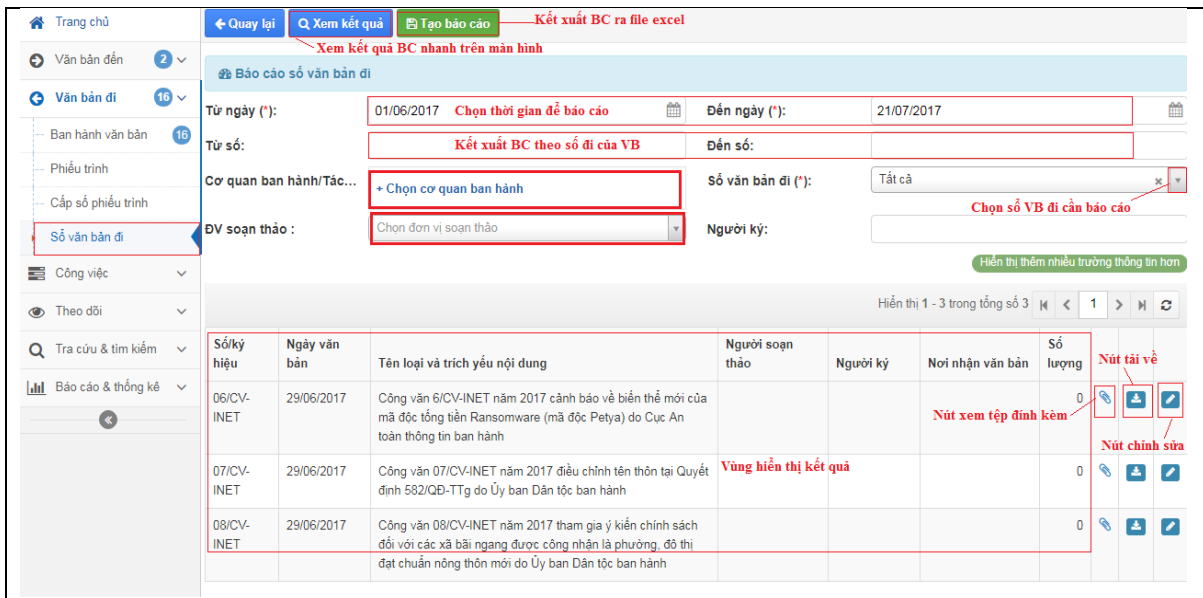 Trang chủ
Quay lại
Xem kết quả
Tạo báo cáo
Kết xuất BC ra file excel
Xem kết quả BC nhanh trên màn hình
Văn bản đến
2
Báo cáo số văn bản đi
Văn bản đi
16
Từ ngày (*):
01/06/2017
Chọn thời gian để báo cáo
Đến ngày (*):
21/07/2017
Ban hành văn bản
16
Từ số:
Kết xuất BC theo số đi của VB
Đến số:
Phiếu trình
Cơ quan ban hành/Tác...
+ Chọn cơ quan ban hành
Sổ văn bản đi (*):
Tất cả
Cấp số phiếu trình
Chọn sổ VB đi cần báo cáo
Sổ văn bản đi
ĐV soạn thảo :
Chọn đơn vị soạn thảo
Người ký:
Công việc
Hiển thị thêm nhiều trường thông tin hơn
Theo dõi
Hiển thị 1 - 3 trong tổng số 3
1
Tra cứu & tìm kiếm
Báo cáo & thống kê
Số/ký hiệu
Ngày văn bản
Tên loại và trích yếu nội dung
Người soạn thảo
Người ký
Nơi nhận văn bản
Số lượng
Nút tải về
06/CV-
INET
29/06/2017
Công văn 6/CV-INET năm 2017 cảnh báo về biến thể mới của
mã độc tống tiền Ransomware (mã độc Petya) do Cục An
toàn thông tin ban hành
0
Nút xem tệp đính kèm
Nút chỉnh sửa
07/CV-
INET
29/06/2017
Công văn 07/CV-INET năm 2017 điều chỉnh tên thôn tại Quyết
định 582/QĐ-TTg do Ủy ban Dân tộc ban hành
Vùng hiển thị kết quả
0
08/CV-
INET
29/06/2017
Công văn 08/CV-INET năm 2017 tham gia ý kiến chính sách
đối với các xã bãi ngang được công nhận là phường, đô thị
đạt chuẩn nông thôn mới do Ủy ban Dân tộc ban hành
0